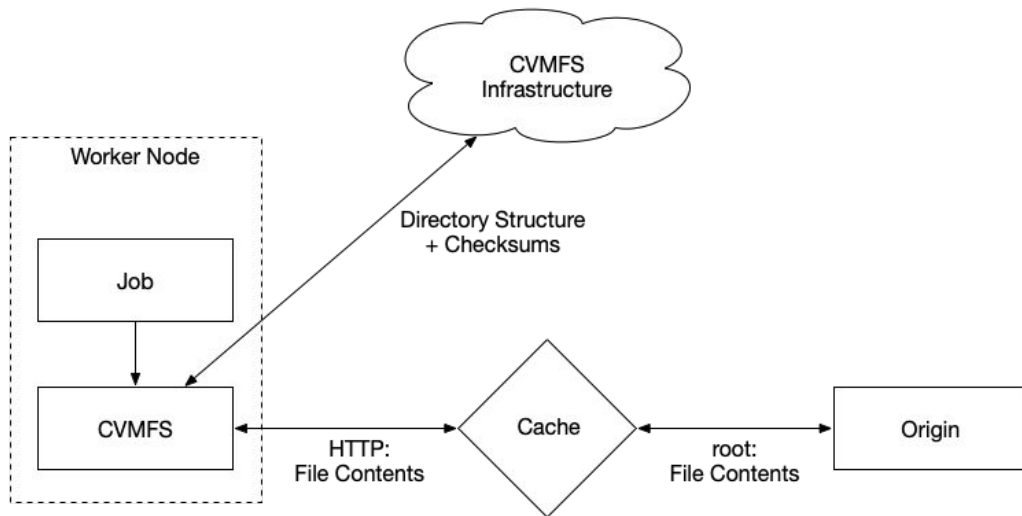 CVMFS
Infrastructure
Worker Node
Directory Structure
+ Checksums
Job
CVMFS
HTTP:
File Contents
Cache
root:
File Contents
Origin